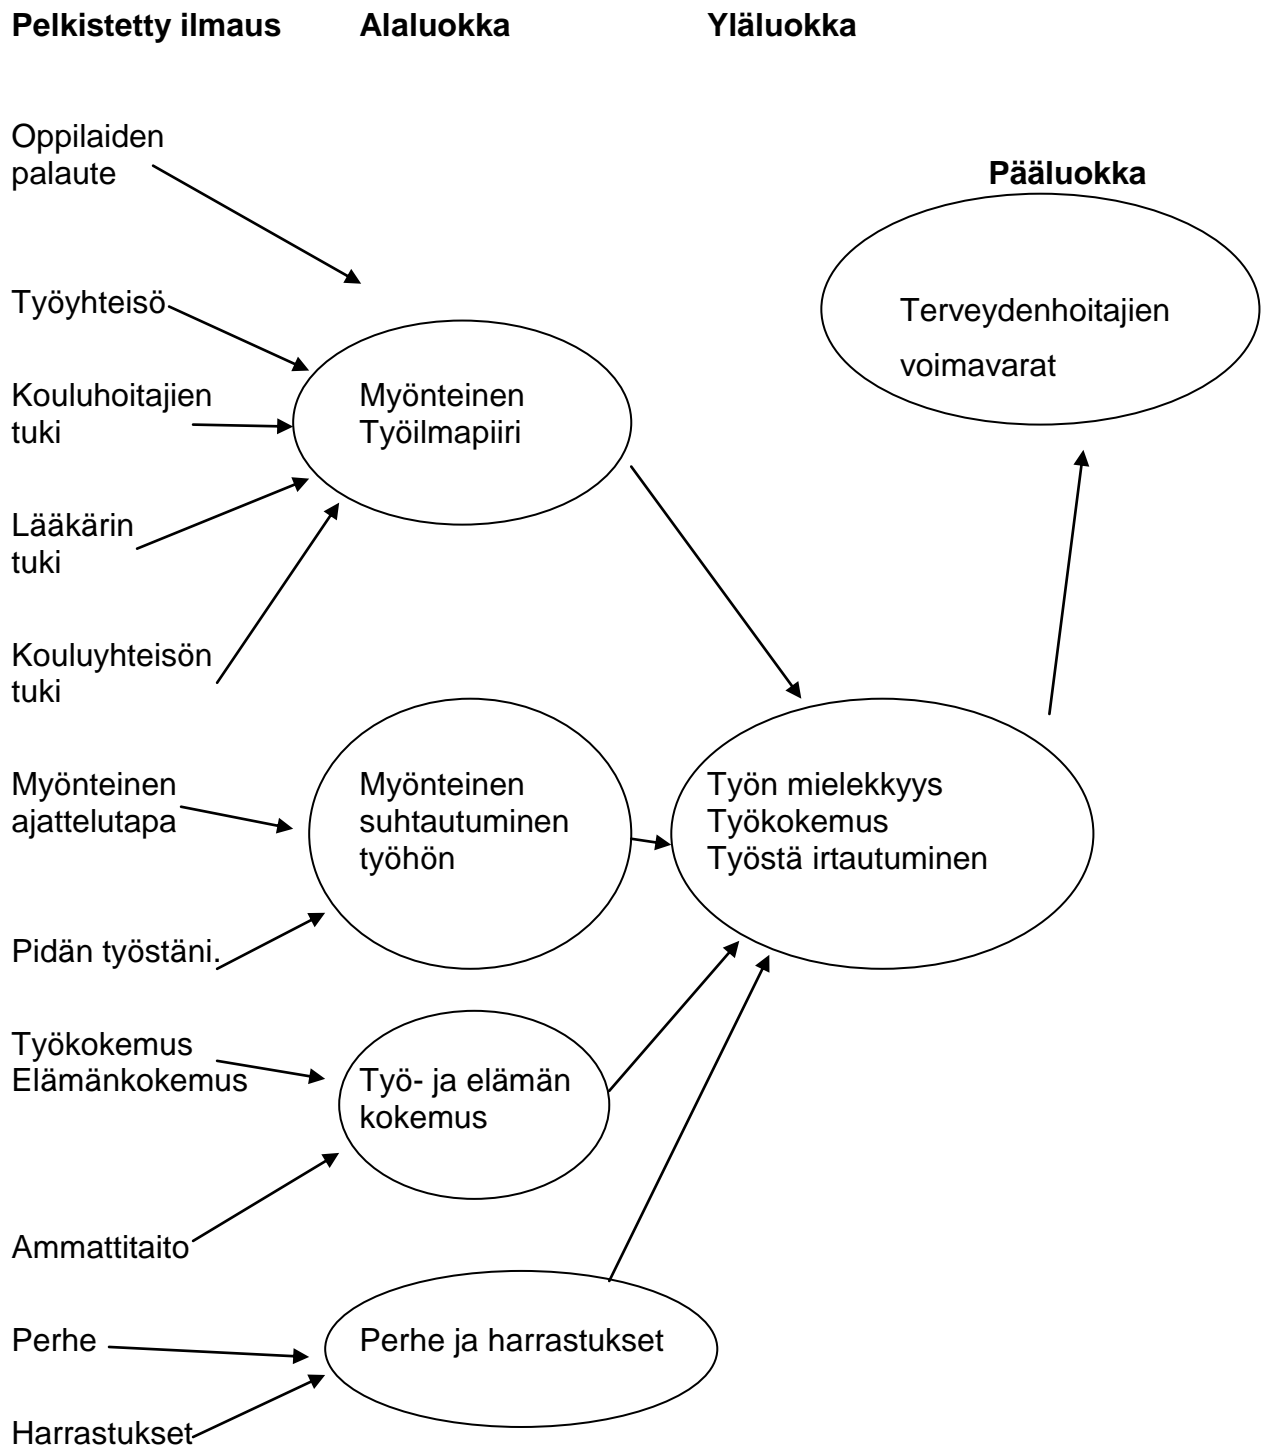 Pelkistetty ilmaus Alaluokka Yläluokka
Oppilaiden
palaute
Pääluokka
Työyhteisö
Terveydenhoitajien
voimavarat
Kouluhoitajien
tuki
Myönteinen
Työilmapiiri
Lääkärin
tuki
Kouluyhteisön
tuki
Myönteinen
ajattelutapa
Myönteinen
suhtautuminen
työhön
Työn mielekkyys
Työkokemus
Työstä irtautuminen
Pidän työstäni.
Työkokemus
Elämänkokemus
Työ- ja elämän
kokemus
Ammattitaito
Perhe
Perhe ja harrastukset
Harrastukset